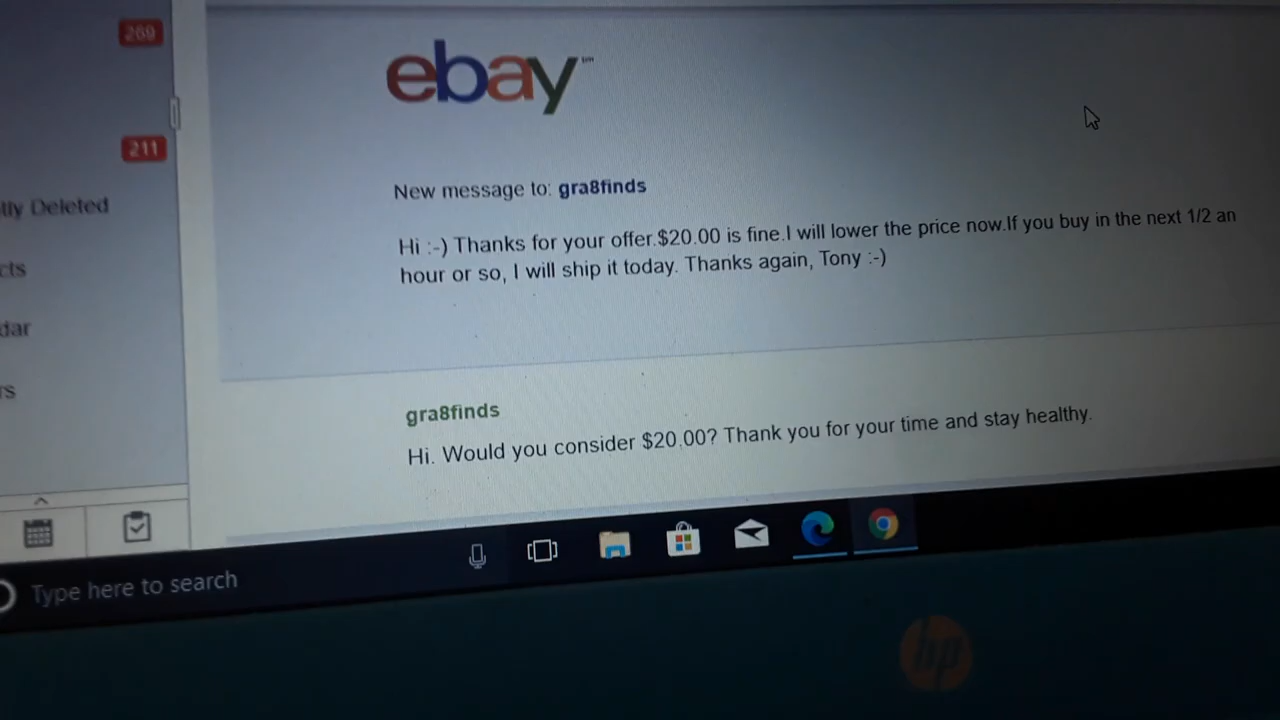 269
ebay
211
New message to: gra8finds
tly Deleted
Hi :-) Thanks for your offer.$20.00 is fine.I will lower the price now.If you buy in the next 1/2 an
hour or so, I will ship it today. Thanks again, Tony :-)
cts
dar
rs
gra8finds
Hi. Would you consider $20.00? Thank you for your time and stay healthy.
Type here to search
hp